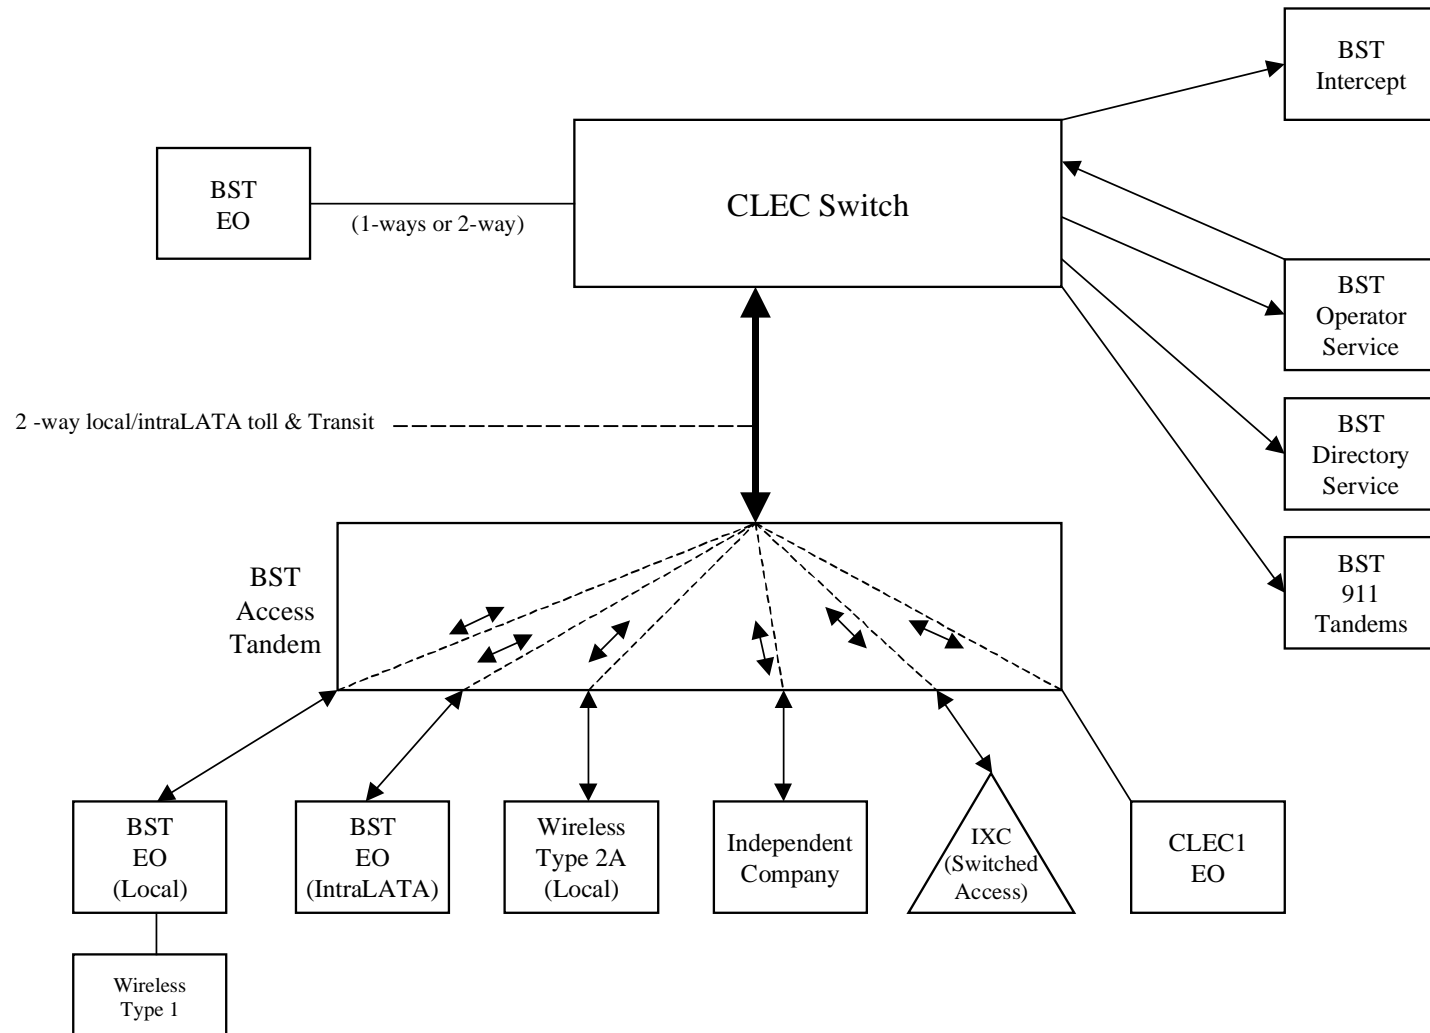 BST
Intercept
BST
EO
(1-ways or 2-way)
CLEC Switch
BST
Operator
Service
2 -way local/intraLATA toll & Transit
BST
Directory
Service
BST
Access
Tandem
BST
911
Tandems
BST
EO
(Local)
BST
EO
(IntraLATA)
Wireless
Type 2A
(Local)
Independent
Company
IXC
(Switched
Access)
CLEC1
EO
Wireless
Type 1